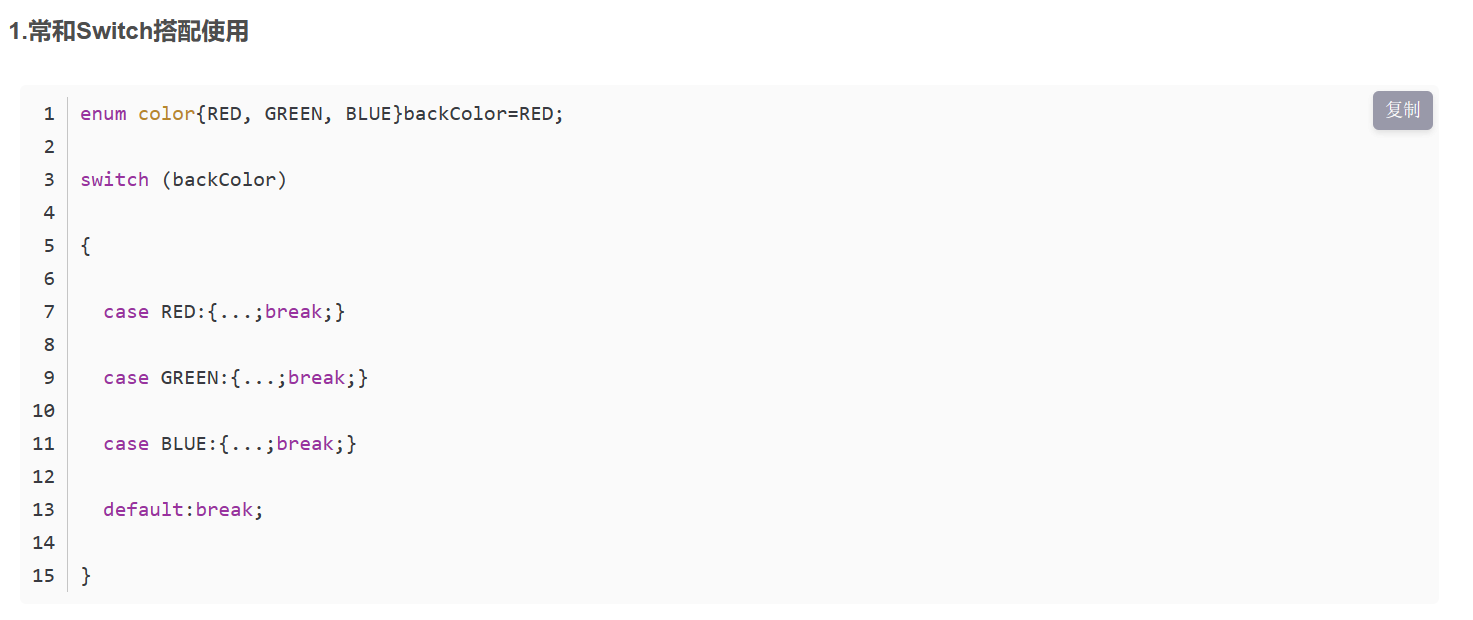 1.常和Switch搭配使用
复制
1 enum color{RED, GREEN, BLUE}backColor=RED;
2
3 switch (backColor)
4
5 {
6
7   case RED:{...;break;}
8
9   case GREEN:{...;break;}
10
11   case BLUE:{...;break;}
12
13   default:break;
14
15 }